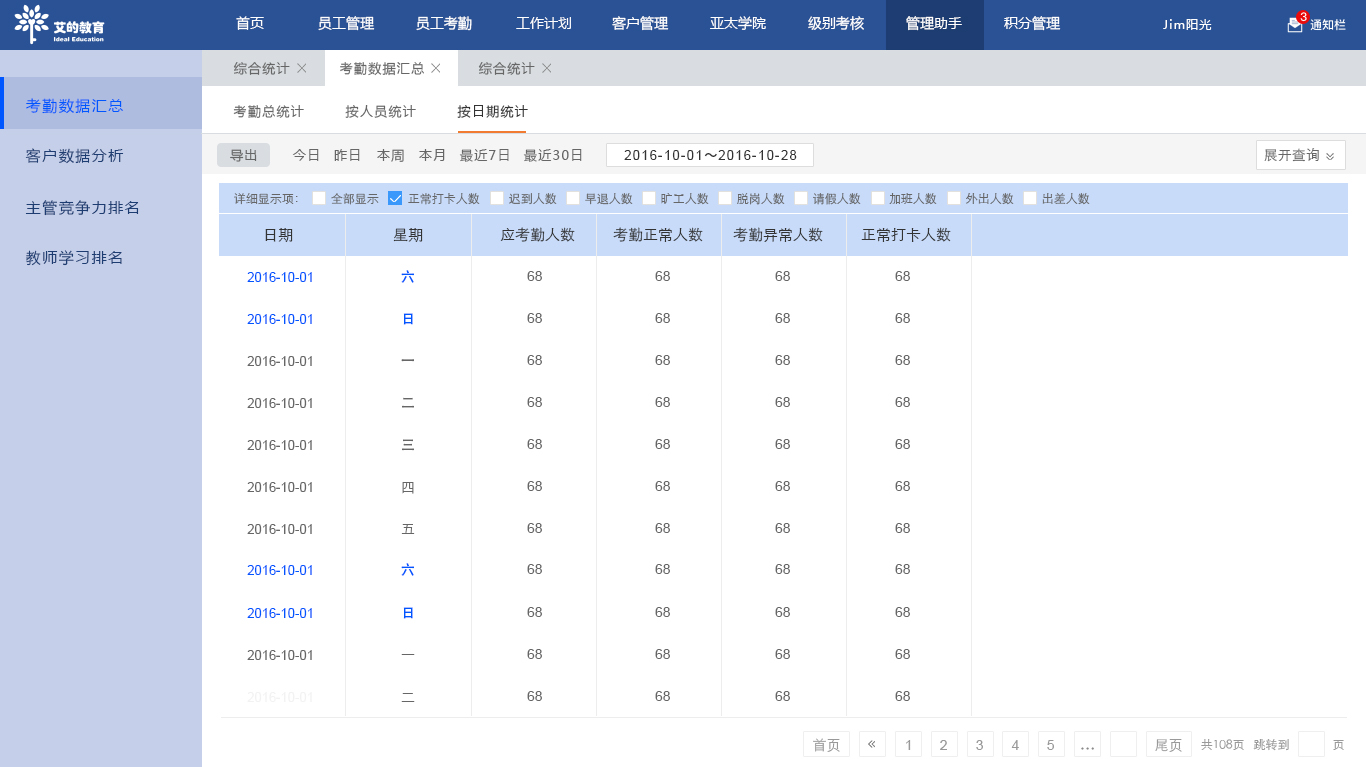 艾的教育
Ideal Education
首页 员工管理 员工考勤 工作计划 客户管理 亚太学院 级别考核 管理助手 积分管理 Jim阳光 3 通知栏
综合统计 考勤数据汇总 综合统计
考勤数据汇总
客户数据分析
主管竞争力排名
教师学习排名
考勤总统计 按人员统计 按日期统计
导出 今日 昨日 本周 本月 最近7日 最近30日 2016-10-01～2016-10-28 展开查询
详细显示项: 全部显示 正常打卡人数 迟到人数 早退人数 旷工人数 脱岗人数 请假人数 加班人数 外出人数 出差人数
日期 星期 应考勤人数 考勤正常人数 考勤异常人数 正常打卡人数
2016-10-01 六 68 68 68 68
2016-10-01 日 68 68 68 68
2016-10-01 一 68 68 68 68
2016-10-01 二 68 68 68 68
2016-10-01 三 68 68 68 68
2016-10-01 四 68 68 68 68
2016-10-01 五 68 68 68 68
2016-10-01 六 68 68 68 68
2016-10-01 日 68 68 68 68
2016-10-01 一 68 68 68 68
2016-10-01 二 68 68 68 68
首页 « 1 2 3 4 5 ... 尾页 共108页 跳转到 页